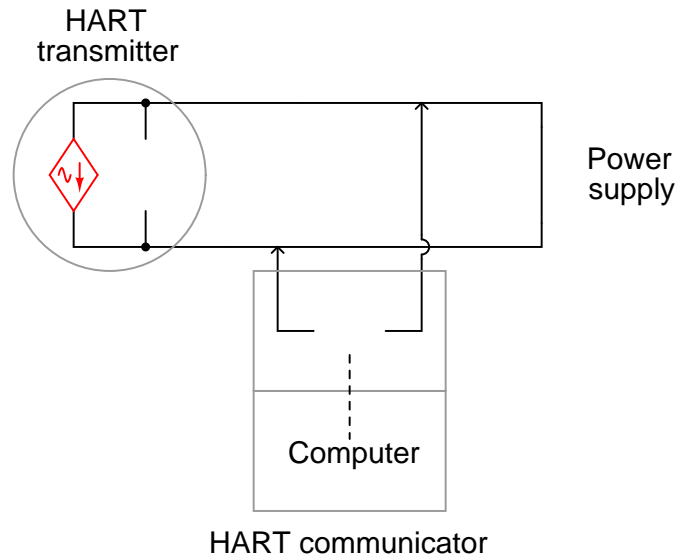 HART
transmitter
Power
supply
Computer
HART communicator